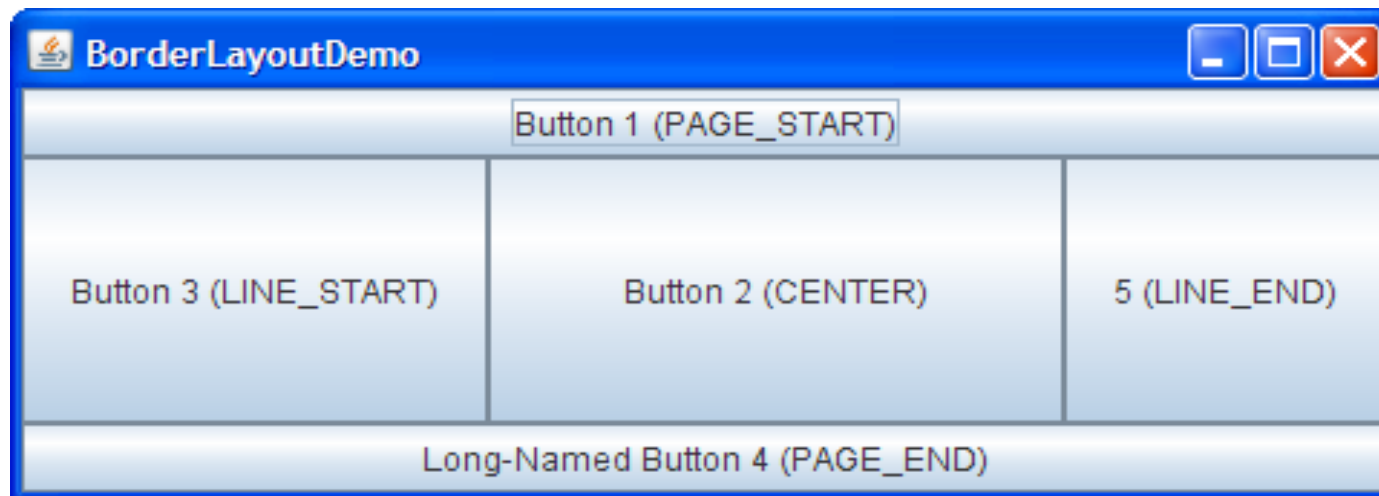 BorderLayoutDemo
Button 1 (PAGE_START)
Button 3 (LINE_START)
Button 2 (CENTER)
5 (LINE_END)
Long-Named Button 4 (PAGE_END)